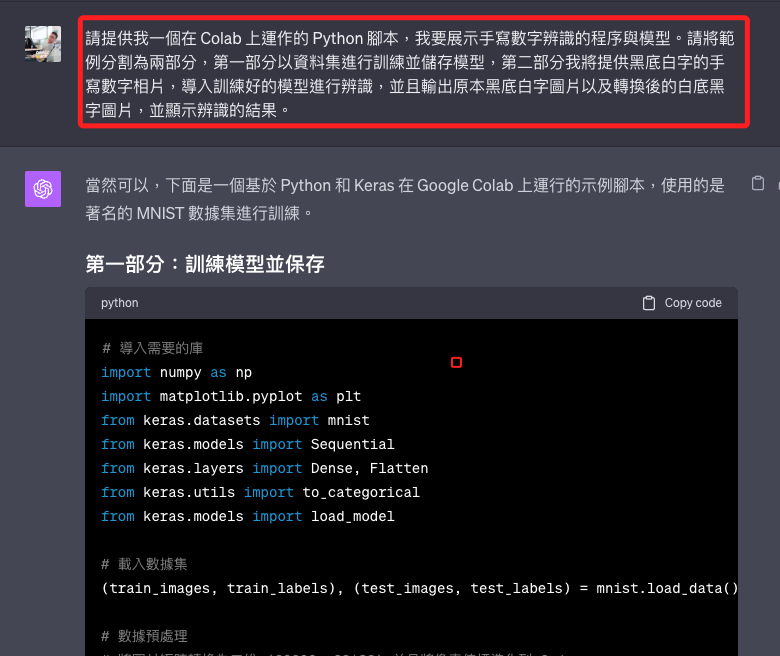 請提供我一個在 Colab 上運作的 Python 腳本，我要展示手寫數字辨識的程序與模型。請將範
例分割為兩部分，第一部分以資料集進行訓練並儲存模型，第二部分我將提供黑底白字的手
寫數字相片，導入訓練好的模型進行辨識，並且輸出原本黑底白字圖片以及轉換後的白底黑
字圖片，並顯示辨識的結果。
當然可以，下面是一個基於 Python 和 Keras 在 Google Colab 上運行的示例腳本，使用的是
著名的 MNIST 數據集進行訓練。
第一部分：訓練模型並保存
python
Copy code
# 導入需要的庫
import numpy as np
import matplotlib.pyplot as plt
from keras.datasets import mnist
from keras.models import Sequential
from keras.layers import Dense, Flatten
from keras.utils import to_categorical
from keras.models import load_model
# 載入數據集
(train_images, train_labels), (test_images, test_labels) = mnist.load_data()
# 數據預處理